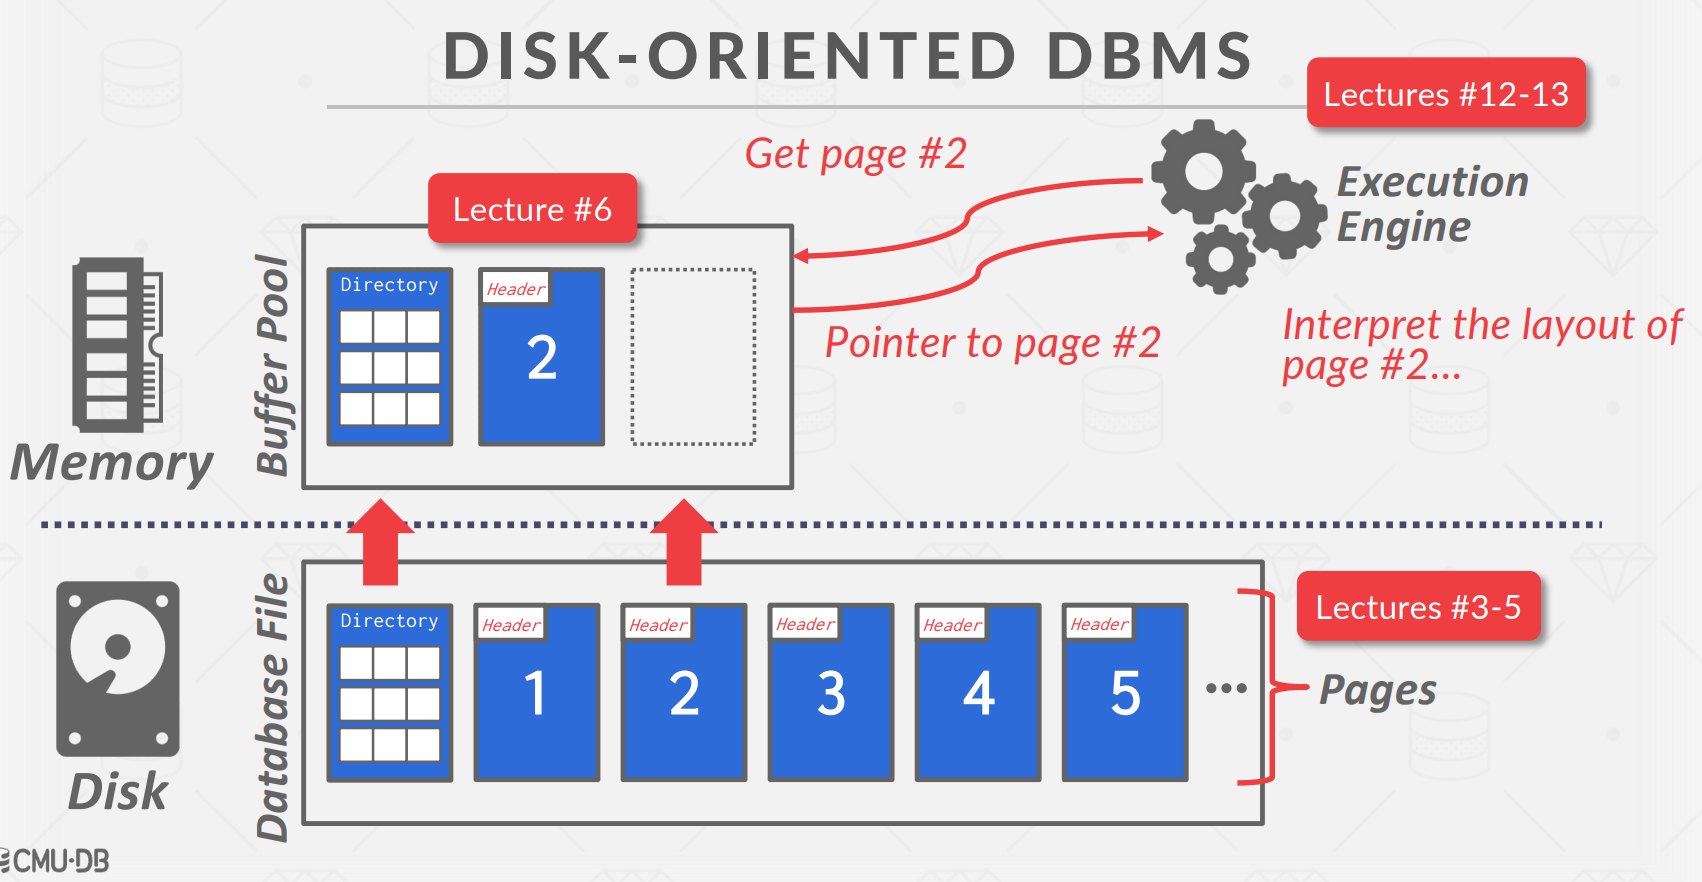 DISK-ORIENTED DBMS
Lectures #12-13
Get page #2
Execution
Engine
Lecture #6
Directory
Header
2
Buffer Pool
Memory
Pointer to page #2
Interpret the layout of
page #2...
Lectures #3-5
Database File
Directory
Header
1
Header
2
Header
3
Header
4
Header
5
...
Pages
Disk
CMU·DB